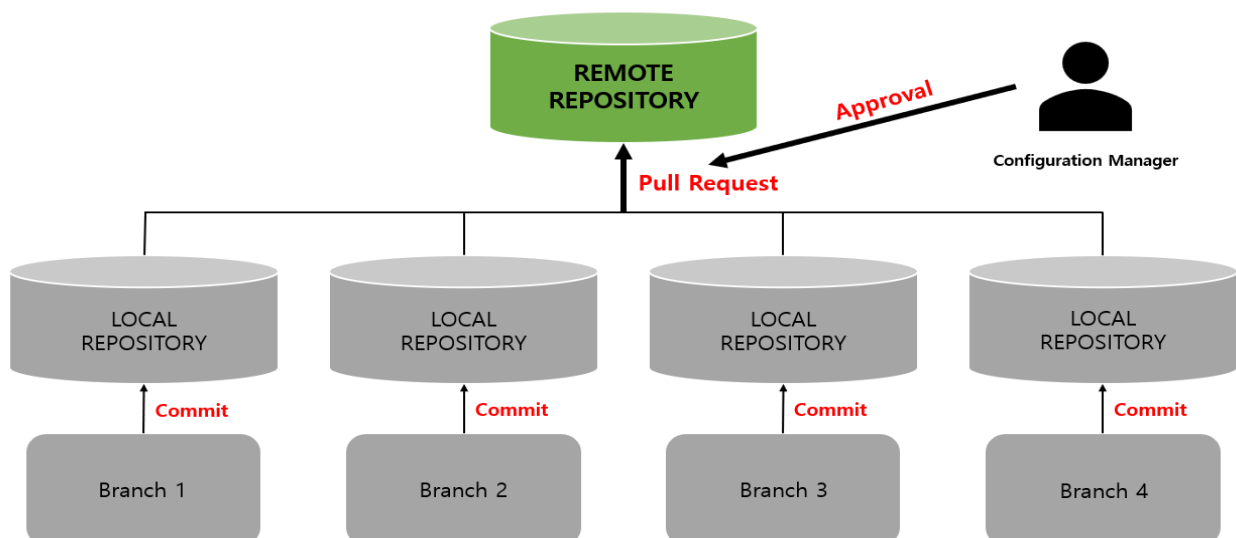 REMOTE
REPOSITORY
Approval
Configuration Manager
Pull Request
LOCAL
REPOSITORY
LOCAL
REPOSITORY
LOCAL
REPOSITORY
LOCAL
REPOSITORY
Commit
Commit
Commit
Commit
Branch 1
Branch 2
Branch 3
Branch 4